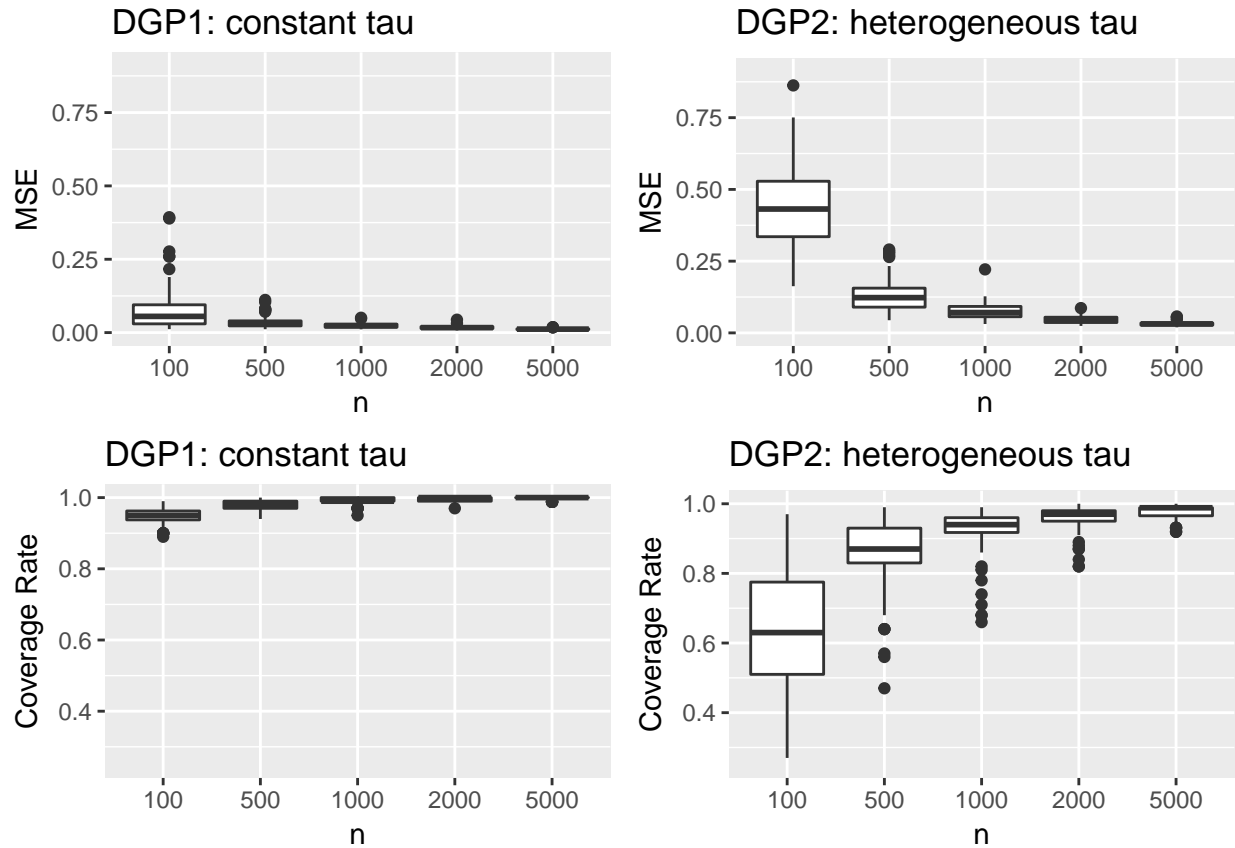 DGP1: constant tau
0.75
0.50
0.25
0.00
MSE
100 500 1000 2000 5000
n
DGP2: heterogeneous tau
0.75
0.50
0.25
0.00
MSE
100 500 1000 2000 5000
n
DGP1: constant tau
1.0
0.8
0.6
0.4
Coverage Rate
100 500 1000 2000 5000
n
DGP2: heterogeneous tau
1.0
0.8
0.6
0.4
Coverage Rate
100 500 1000 2000 5000
n